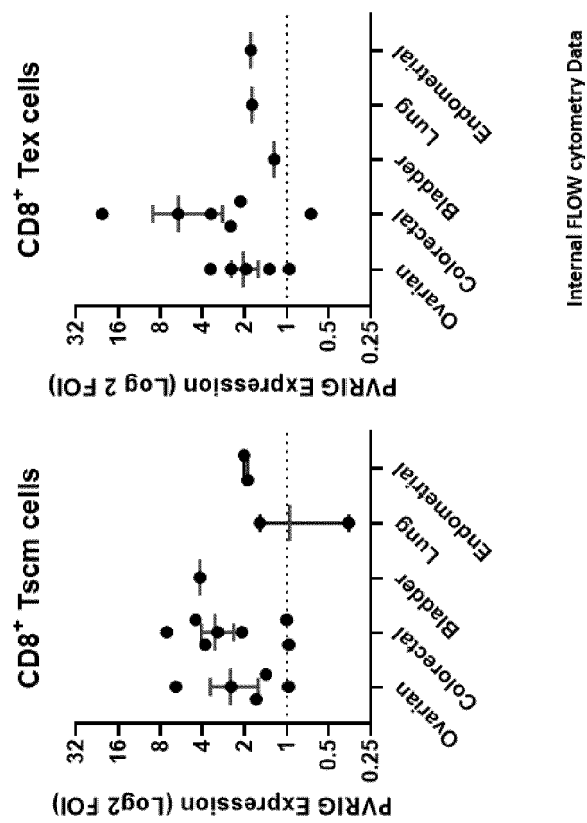 CD8+ Tscm cells
PVRIG Expression (Log2 FOI)
32
16
8
4
2
1
0.5
0.25
Ovarian
Colorectal
Bladder
Lung
Endometrial
CD8+ Tex cells
PVRIG Expression (Log 2 FOI)
32
16
8
4
2
1
0.5
0.25
Ovarian
Colorectal
Bladder
Lung
Endometrial
Internal FLOW cytometry Data